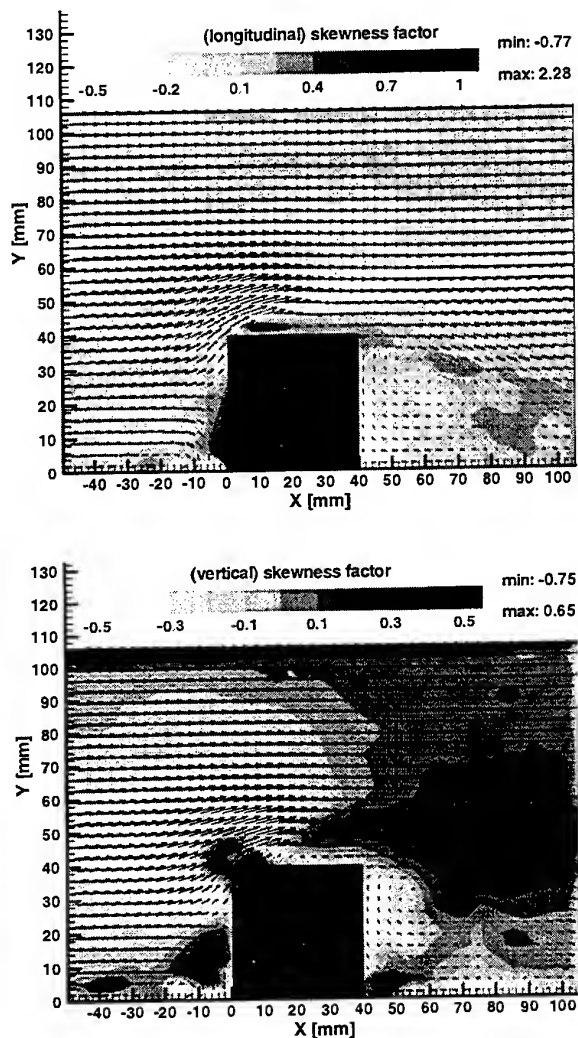 (longitudinal) skewness factor
min: -0.77
max: 2.28
-0.5 -0.2 0.1 0.4 0.7 1
130
120
110
100
90
80
70
60
50
40
30
20
10
0
Y [mm]
-40 -30 -20 -10 0 10 20 30 40 50 60 70 80 90 100
X [mm]
(vertical) skewness factor
min: -0.75
max: 0.65
-0.5 -0.3 -0.1 0.1 0.3 0.5
130
120
110
100
90
80
70
60
50
40
30
20
10
0
Y [mm]
-40 -30 -20 -10 0 10 20 30 40 50 60 70 80 90 100
X [mm]